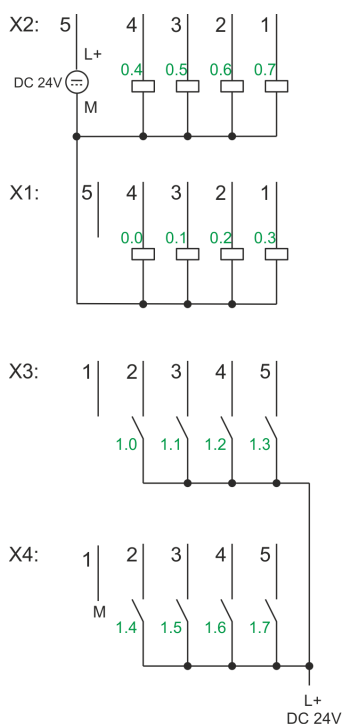 X2: 5 4 3 2 1
L+
0.4 0.5 0.6 0.7
DC 24V
M
X1: 5 4 3 2 1
0.0 0.1 0.2 0.3
X3: 1 2 3 4 5
1.0 1.1 1.2 1.3
X4: 1 2 3 4 5
M
1.4 1.5 1.6 1.7
L+
DC 24V